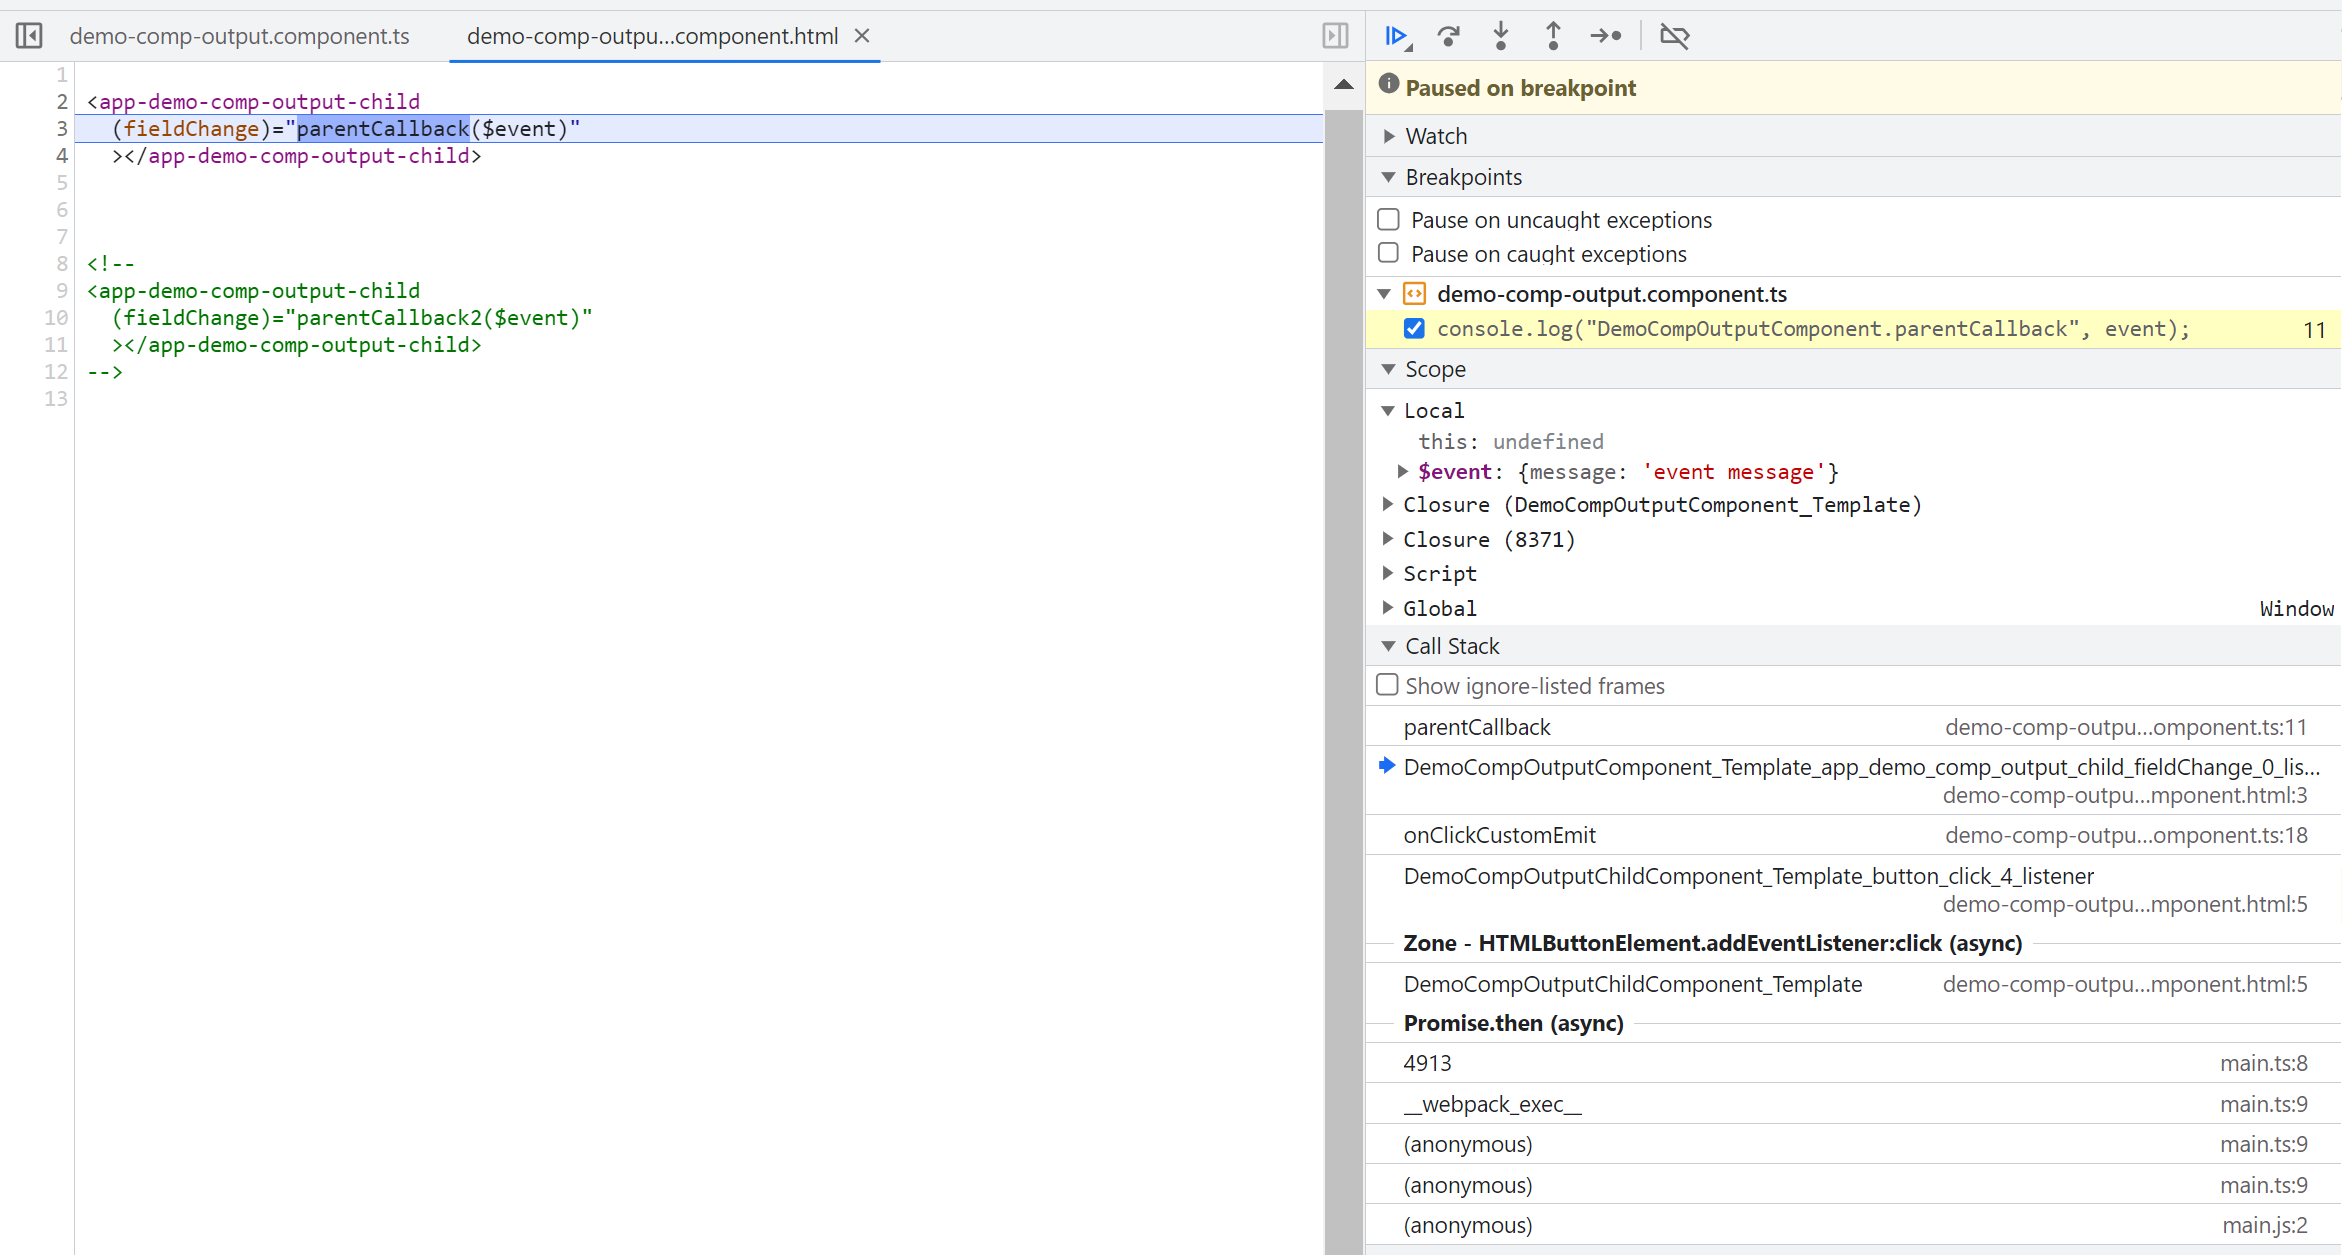 demo-comp-output.component.ts
demo-comp-outpu...component.html
1
2 <app-demo-comp-output-child
3 (fieldChange)="parentCallback($event)"
4 ></app-demo-comp-output-child>
5
6
7
8 <!--
9 <app-demo-comp-output-child
10 (fieldChange)="parentCallback2($event)"
11 ></app-demo-comp-output-child>
12 -->
13
Paused on breakpoint
Watch
Breakpoints
Pause on uncaught exceptions
Pause on caught exceptions
demo-comp-output.component.ts
console.log("DemoCompOutputComponent.parentCallback", event); 11
Scope
Local
this: undefined
$event: {message: 'event message'}
Closure (DemoCompOutputComponent_Template)
Closure (8371)
Script
Global Window
Call Stack
Show ignore-listed frames
parentCallback demo-comp-outpu...omponent.ts:11
DemoCompOutputComponent_Template_app_demo_comp_output_child_fieldChange_0_lis...
demo-comp-outpu...mponent.html:3
onClickCustomEmit demo-comp-outpu...omponent.ts:18
DemoCompOutputChildComponent_Template_button_click_4_listener
demo-comp-outpu...mponent.html:5
Zone - HTMLButtonElement.addEventListener:click (async)
DemoCompOutputChildComponent_Template demo-comp-outpu...mponent.html:5
Promise.then (async)
4913 main.ts:8
__webpack_exec__ main.ts:9
(anonymous) main.ts:9
(anonymous) main.ts:9
(anonymous) main.js:2